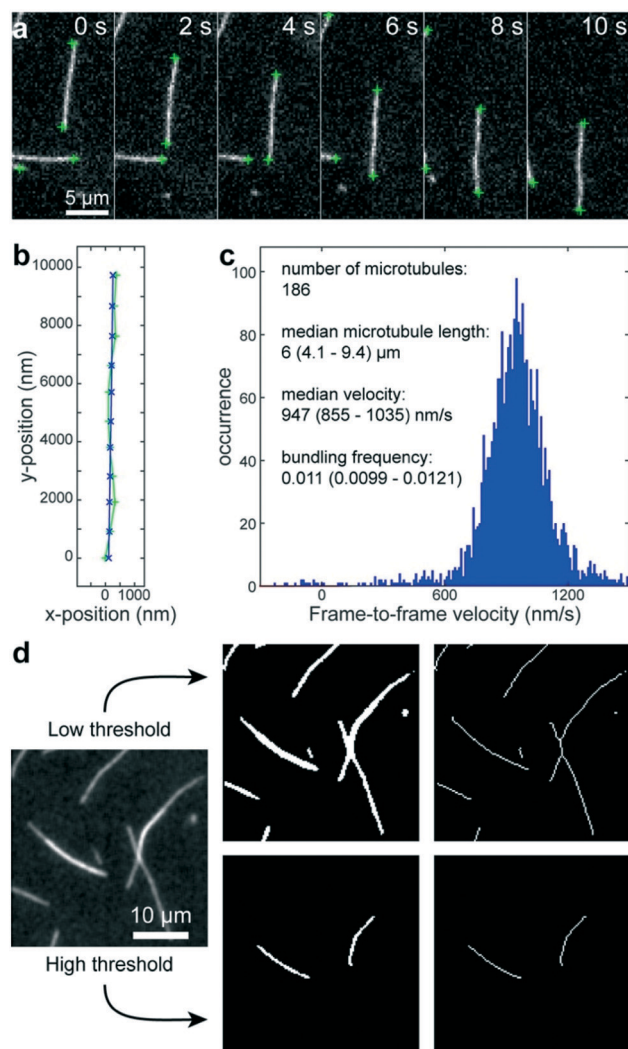 a
0 s
2 s
4 s
6 s
8 s
10 s
5 µm
b
10000
8000
6000
4000
2000
0
y-position (nm)
0 1000
x-position (nm)
c
100
80
60
40
20
0
occurrence
number of microtubules:
186
median microtubule length:
6 (4.1 - 9.4) µm
median velocity:
947 (855 - 1035) nm/s
bundling frequency:
0.011 (0.0099 - 0.0121)
0
600
1200
Frame-to-frame velocity (nm/s)
d
Low threshold
10 µm
High threshold